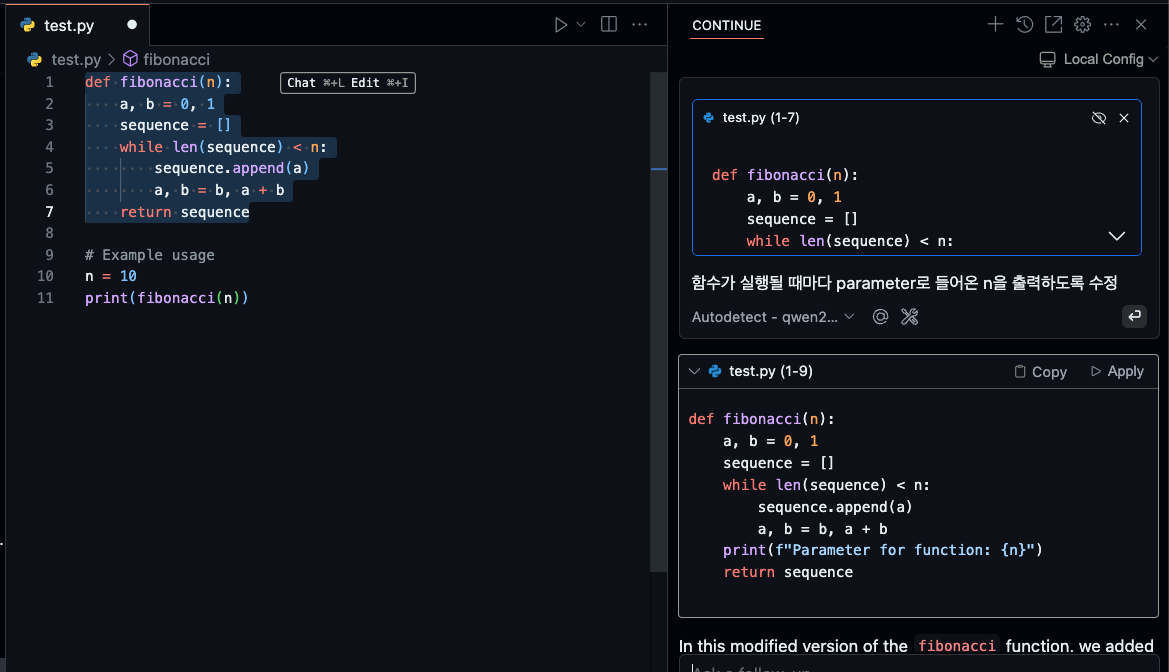 test.py
CONTINUE
test.py > fibonacci
Local Config
1 def fibonacci(n):
Chat ⌘+L Edit ⌘+I
2 a, b = 0, 1
3 sequence = []
4 while len(sequence) < n:
5 sequence.append(a)
6 a, b = b, a + b
7 return sequence
8
9 # Example usage
10 n = 10
11 print(fibonacci(n))
test.py (1-7)
def fibonacci(n):
a, b = 0, 1
sequence = []
while len(sequence) < n:
함수가 실행될 때마다 parameter로 들어온 n을 출력하도록 수정
Autodetect - qwen2...
test.py (1-9)
Copy
Apply
def fibonacci(n):
a, b = 0, 1
sequence = []
while len(sequence) < n:
sequence.append(a)
a, b = b, a + b
print(f"Parameter for function: {n}")
return sequence
In this modified version of the fibonacci function, we added
Ask a follow-up